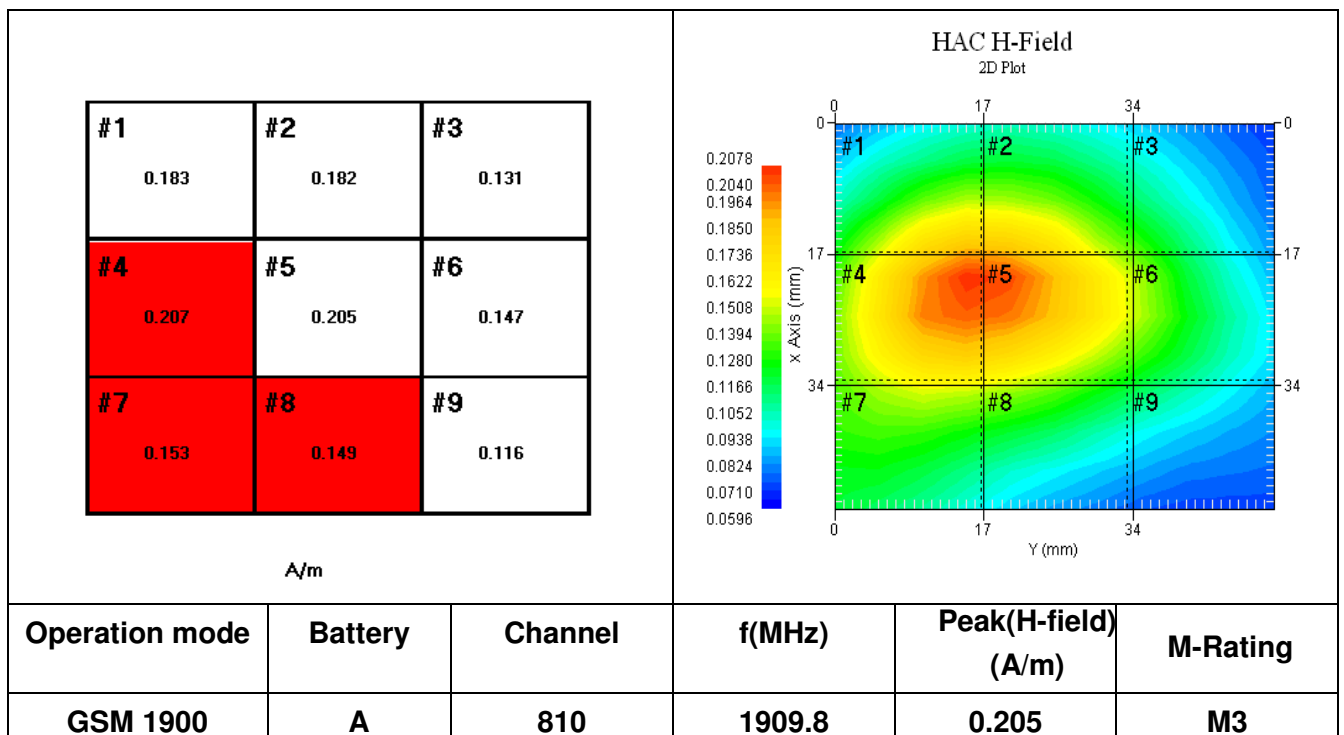 #1 #2 #3
0.183 0.182 0.131
#4 #5 #6
0.207 0.205 0.147
#7 #8 #9
0.153 0.149 0.116
A/m
HAC H-Field
2D Plot
0 17 34
0 0
#1 #2 #3
17 17
#4 #5 #6
34 34
#7 #8 #9
0 17 34
Y (mm)
x Axis (mm)
0.2078
0.2040
0.1964
0.1850
0.1736
0.1622
0.1508
0.1394
0.1280
0.1166
0.1052
0.0938
0.0824
0.0710
0.0596
Operation mode Battery Channel f(MHz) Peak(H-field) M-Rating
(A/m)
GSM 1900 A 810 1909.8 0.205 M3